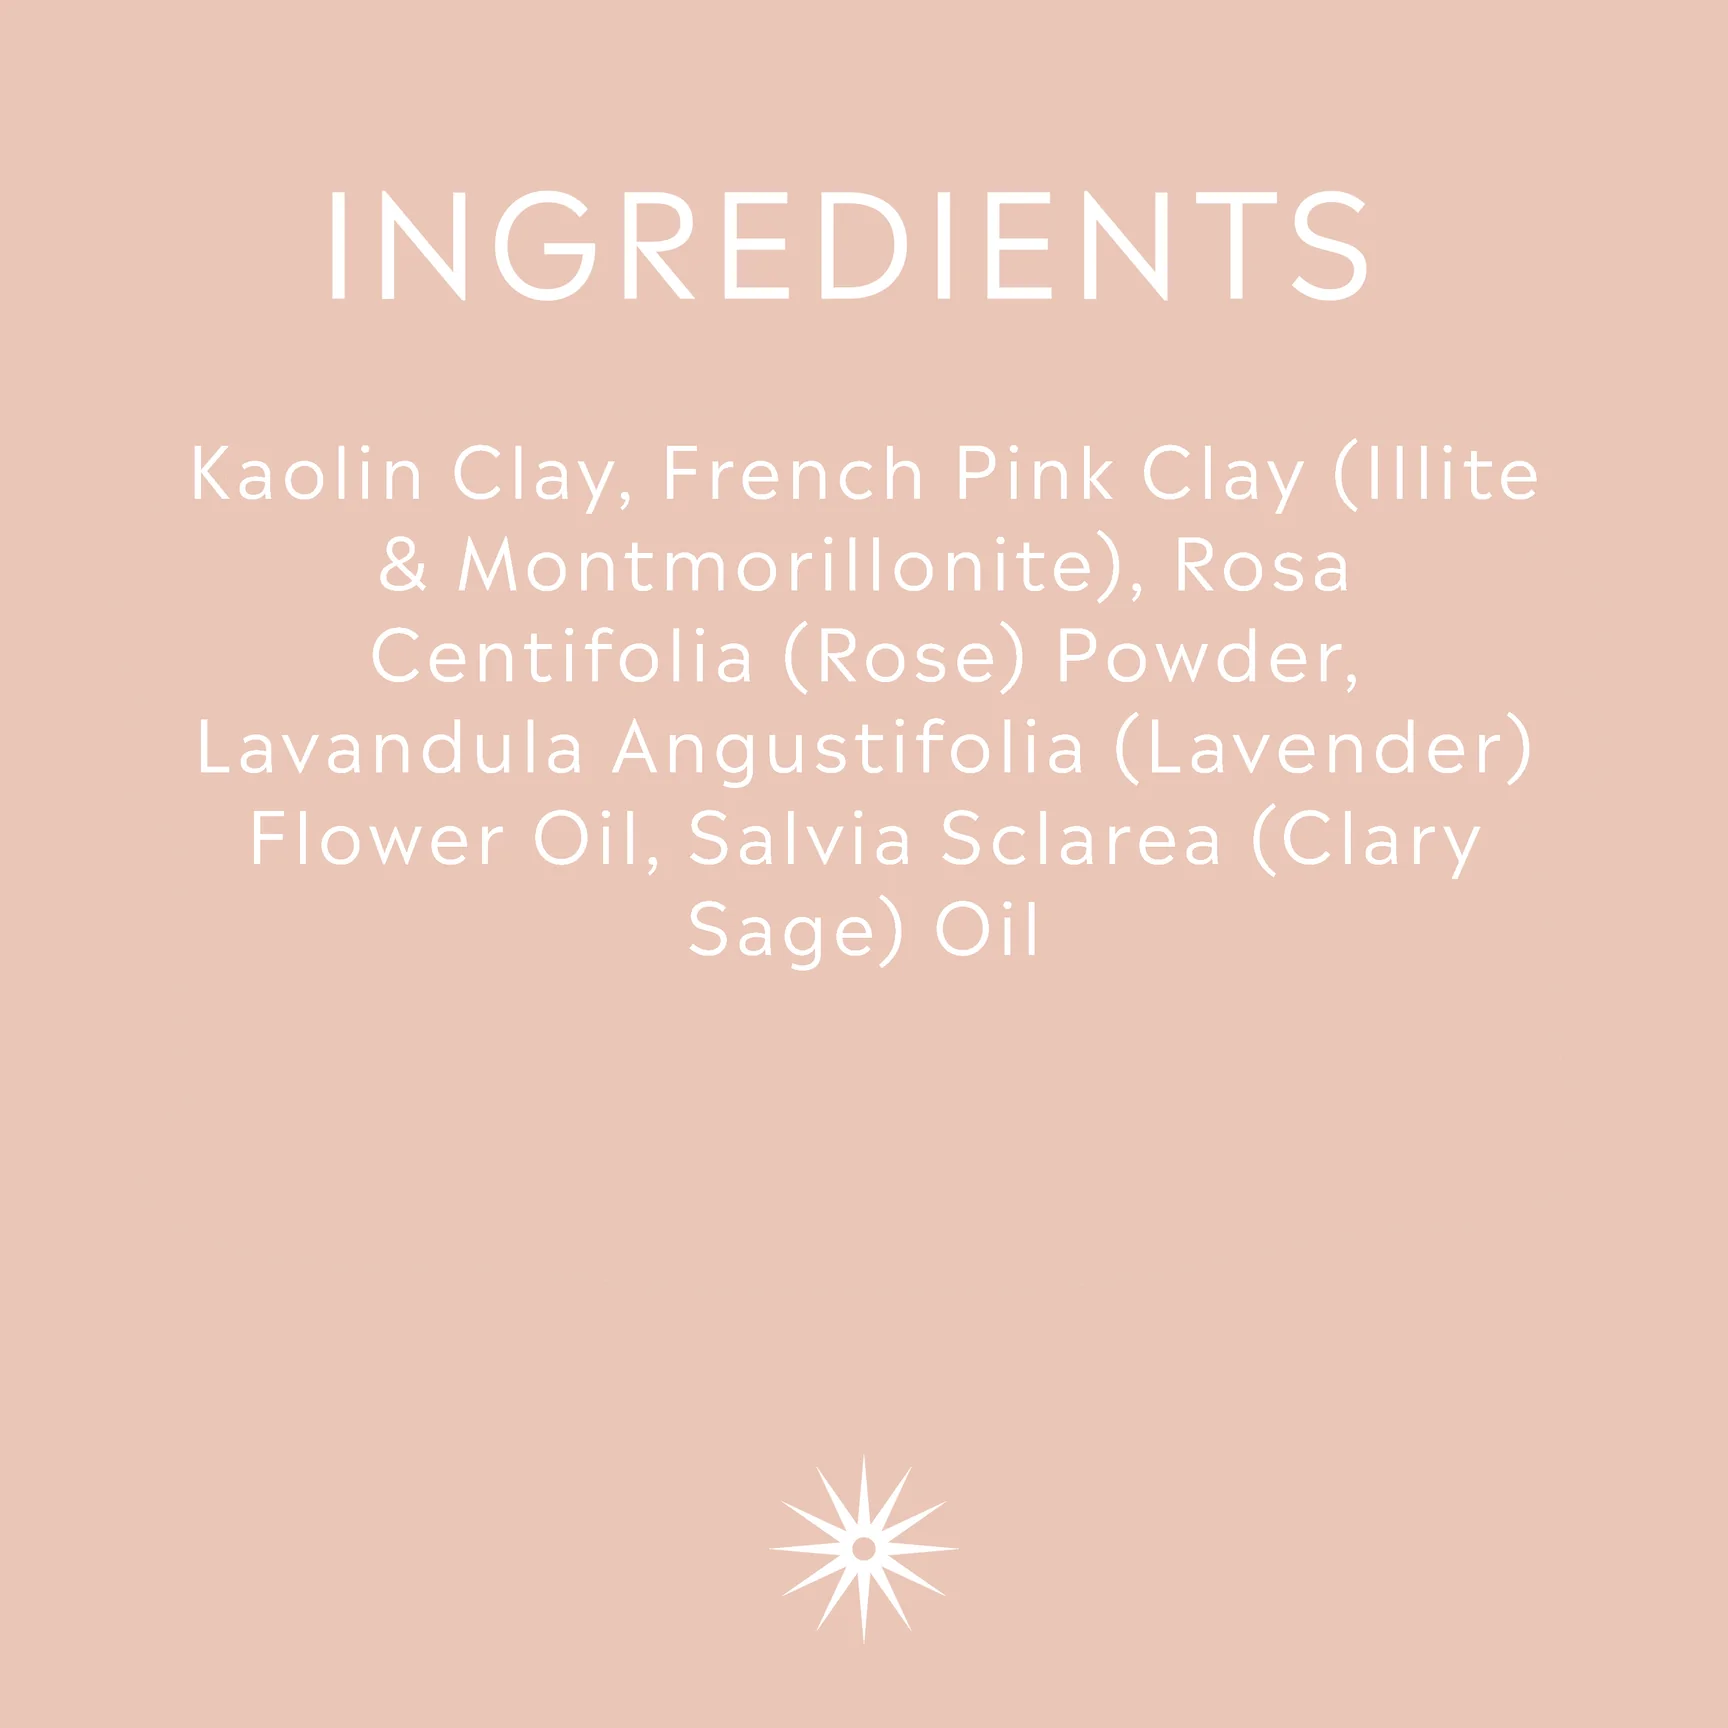 INGREDIENTS
Kaolin Clay, French Pink Clay (Illite
& Montmorillonite), Rosa
Centifolia (Rose) Powder,
Lavandula Angustifolia (Lavender)
Flower Oil, Salvia Sclarea (Clary
Sage) Oil